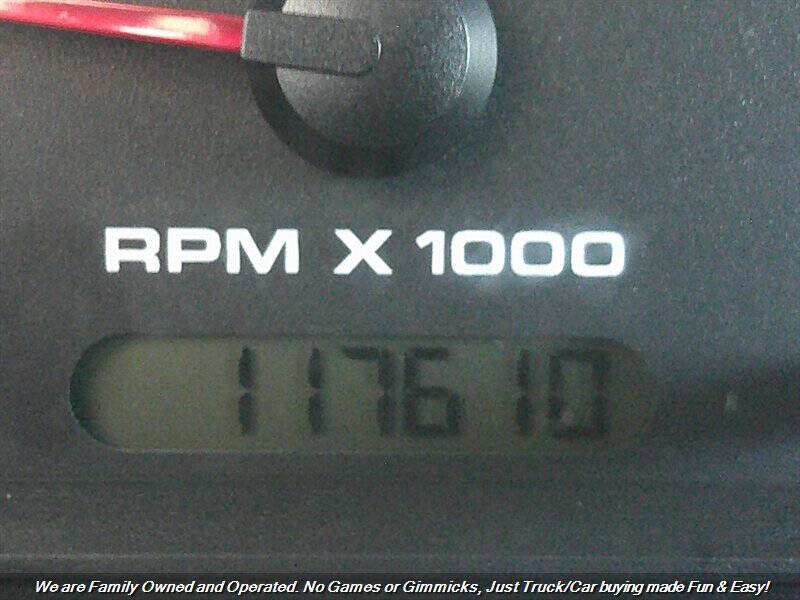 RPM X 1000
117610
We are Family Owned and Operated. No Games or Gimmicks, Just Truck/Car buying made Fun & Easy!